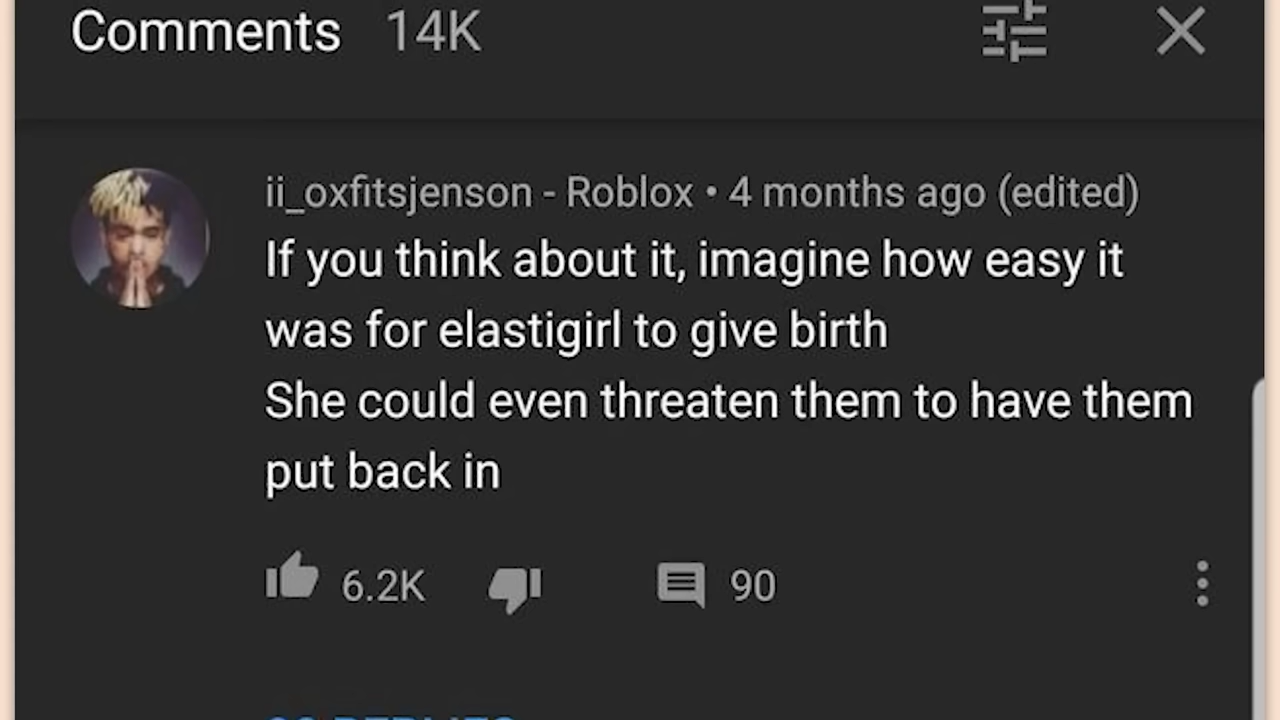 Comments 14K
ii_oxfitsjenson - Roblox • 4 months ago (edited)
If you think about it, imagine how easy it
was for elastigirl to give birth
She could even threaten them to have them
put back in
6.2K 90